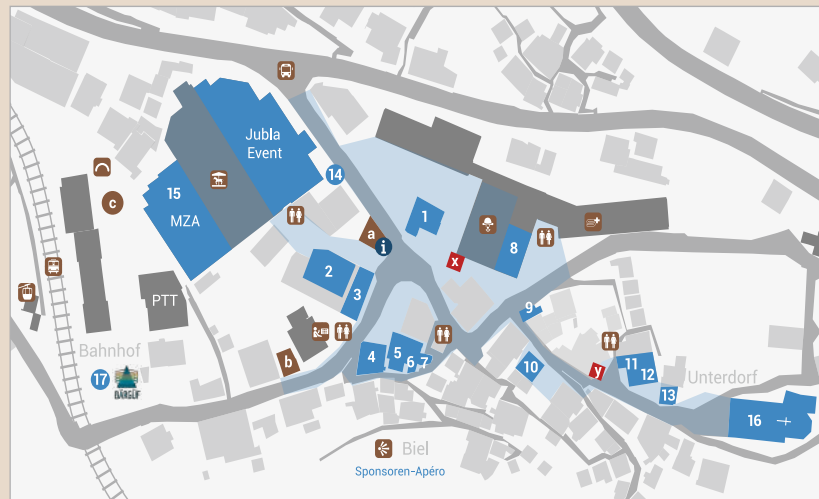 Jubla
Event
14
15
MZA
1
c
a
i
8
2
x
3
PTT
9
Bahnhof
b
4
5
6
7
10
y
11
12
Unterdorf
13
17
BÄRGÜF
16
Biel
Sponsoren-Apéro